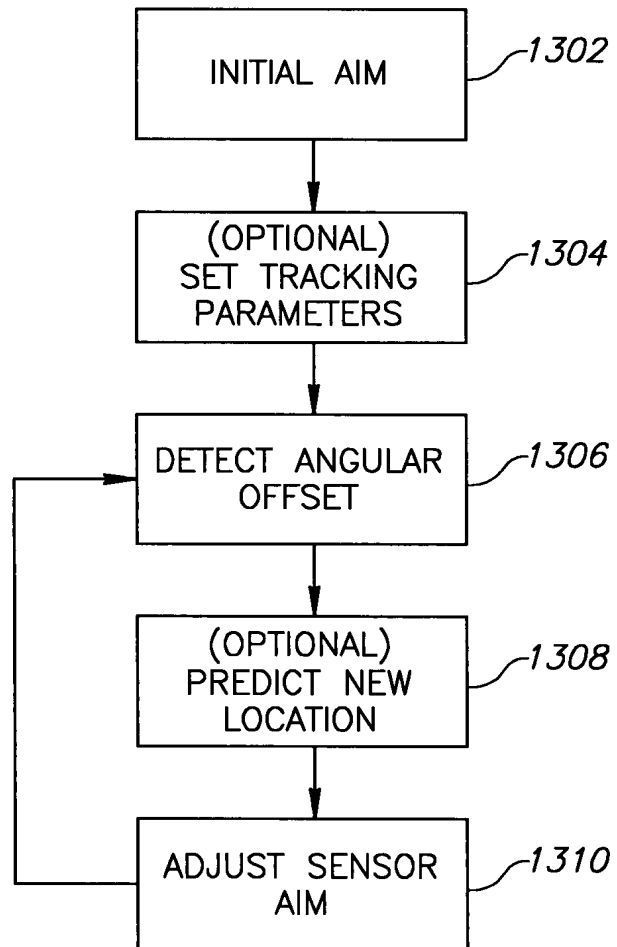 INITIAL AIM
1302
(OPTIONAL)
SET TRACKING
PARAMETERS
1304
DETECT ANGULAR
OFFSET
1306
(OPTIONAL)
PREDICT NEW
LOCATION
1308
ADJUST SENSOR
AIM
1310